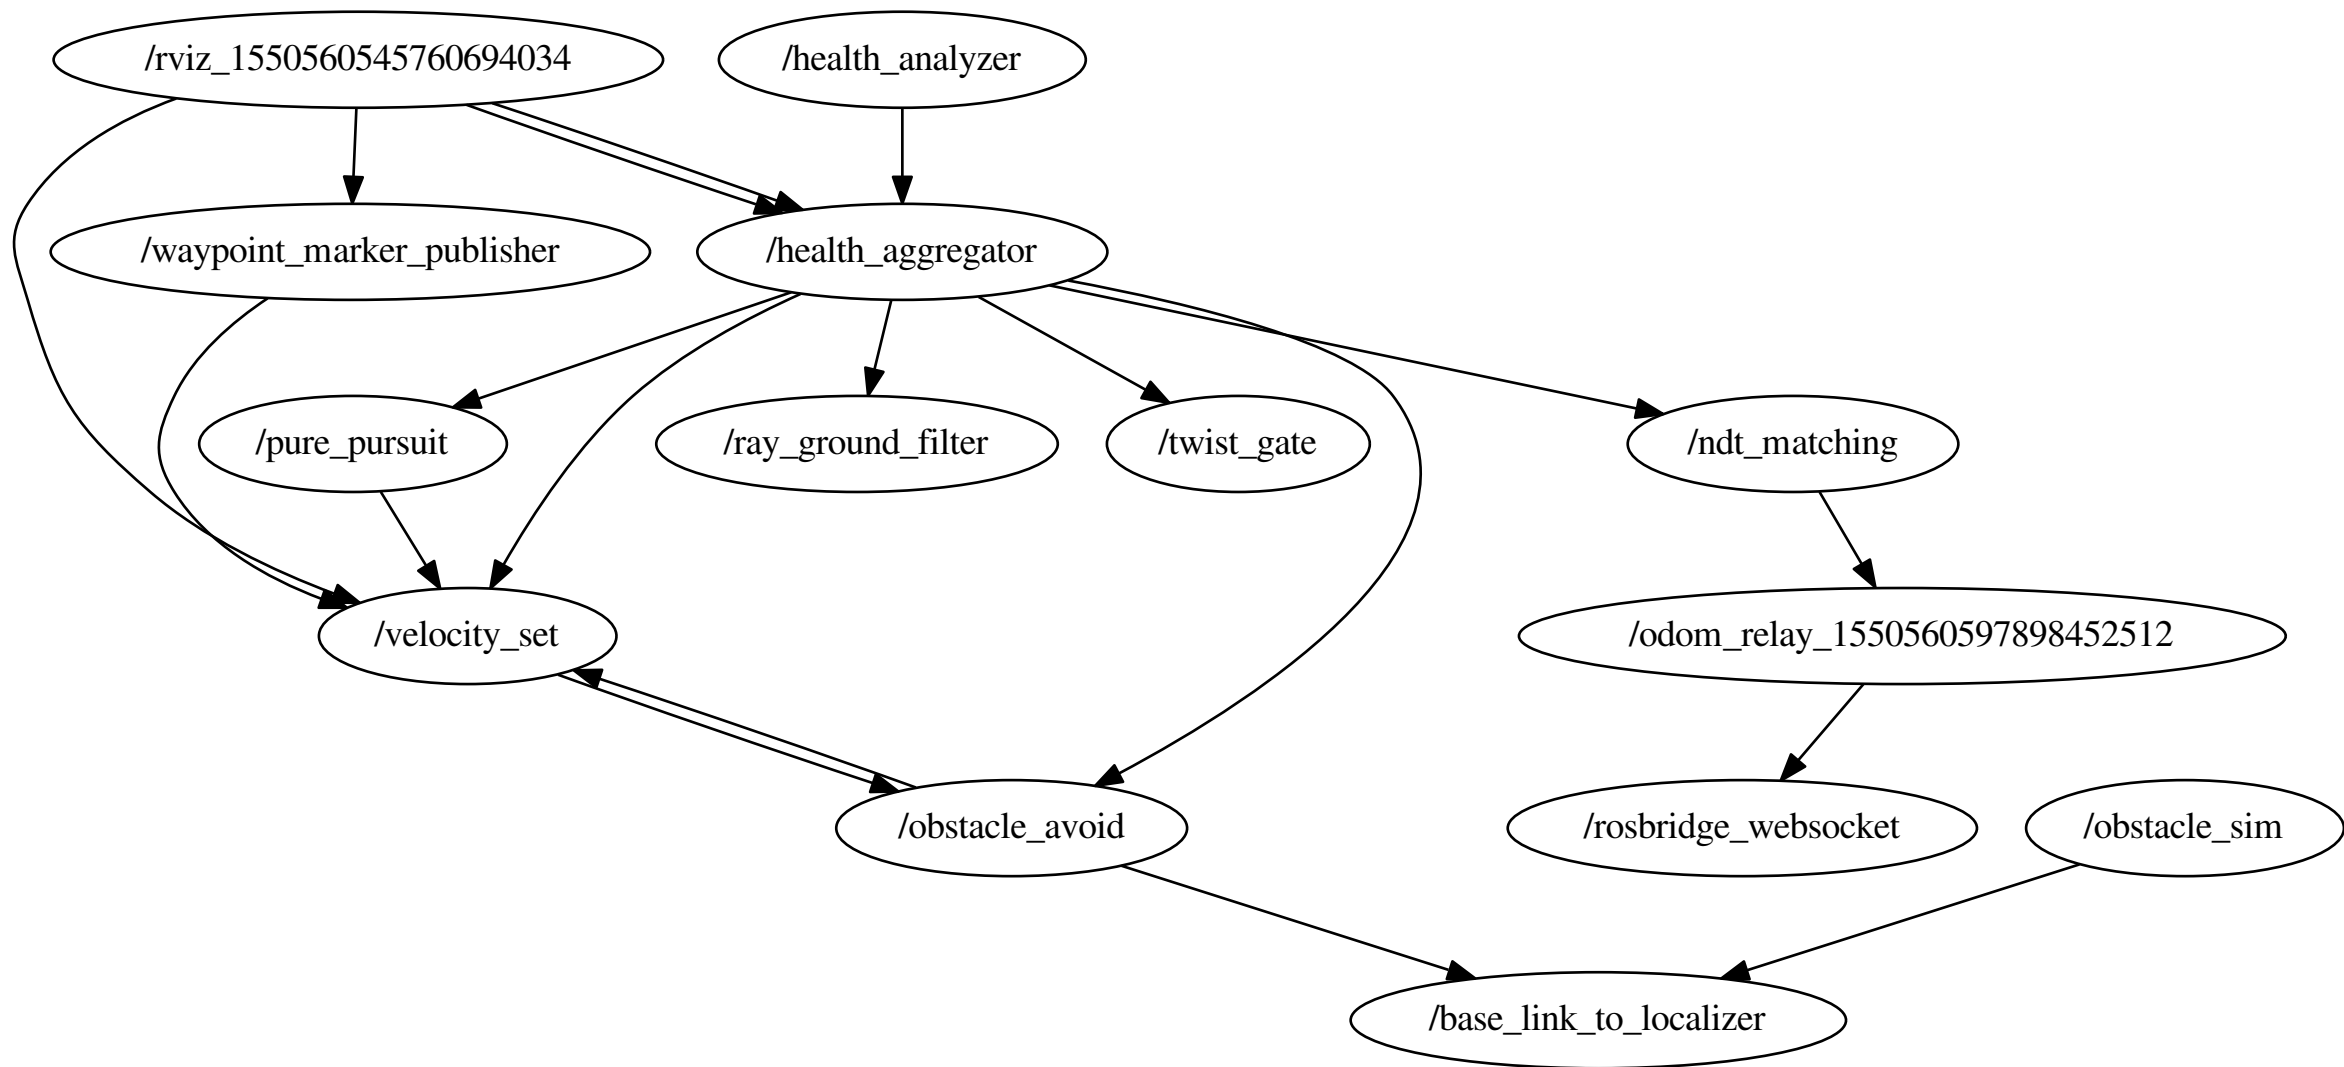 /rviz_1550560545760694034
/health_analyzer
/waypoint_marker_publisher
/health_aggregator
/pure_pursuit
/ray_ground_filter
/twist_gate
/ndt_matching
/velocity_set
/odom_relay_1550560597898452512
/obstacle_avoid
/rosbridge_websocket
/obstacle_sim
/base_link_to_localizer